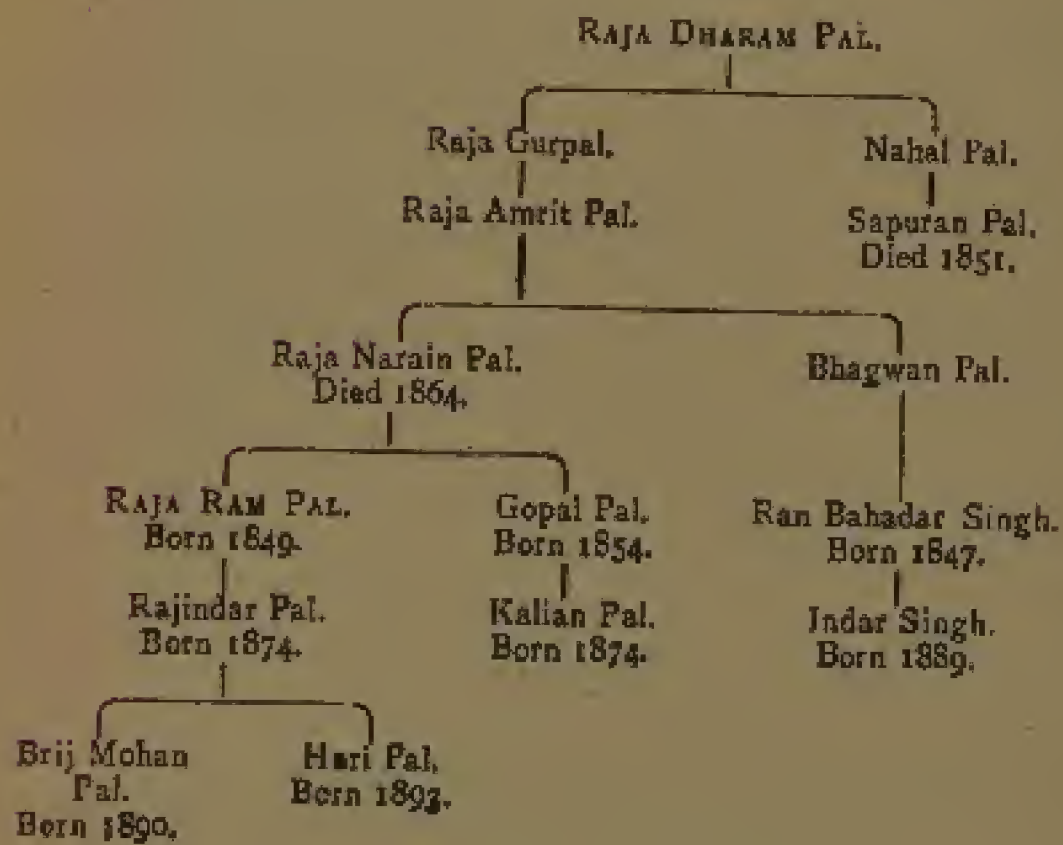 RAJA DHARAM PAL.
Raja Gurpal.
Nahal Pal.
Raja Amrit Pal.
Sapuran Pal.
Died 1851.
Raja Narain Pal.
Died 1864.
Bhagwan Pal.
RAJA RAM PAL.
Born 1849.
Gopal Pal.
Born 1854.
Ran Bahadar Singh.
Born 1847.
Rajindar Pal.
Born 1874.
Kalian Pal.
Born 1874.
Indar Singh.
Born 1889.
Brij Mohan
Pal.
Born 1890.
Hari Pal.
Born 1893.